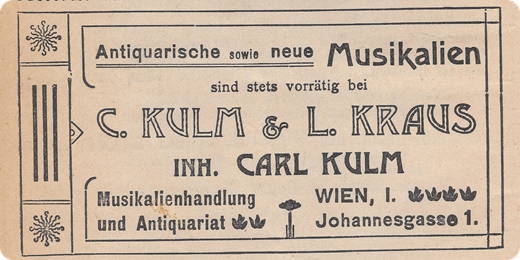 Antiquarische sowie neue Musikalien
sind stets vorrätig bei
C. KULM & L. KRAUS
INH. CARL KULM
Musikalienhandlung
und Antiquariat
WIEN, I.
Johannesgasse 1.